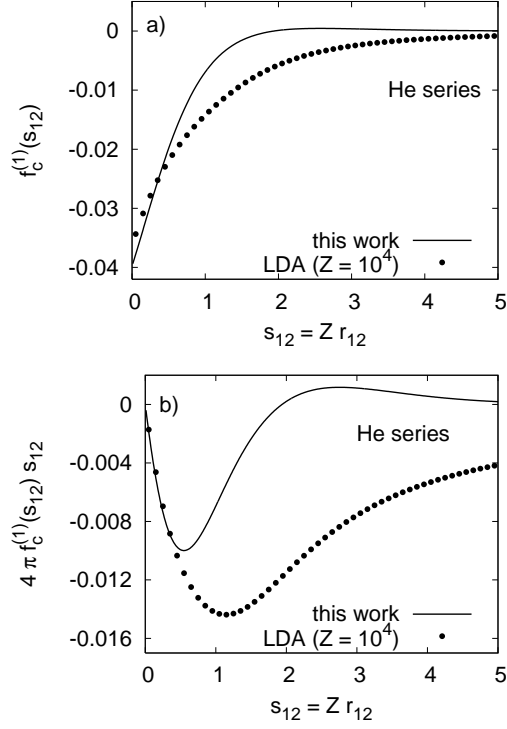 a)
0
-0.01
-0.02
-0.03
-0.04
f_c^(1)(s_12)
He series
this work
LDA (Z = 10^4)
0 1 2 3 4 5
s_12 = Z r_12
b)
0
-0.004
-0.008
-0.012
-0.016
4 π f_c^(1)(s_12) s_12
He series
this work
LDA (Z = 10^4)
0 1 2 3 4 5
s_12 = Z r_12